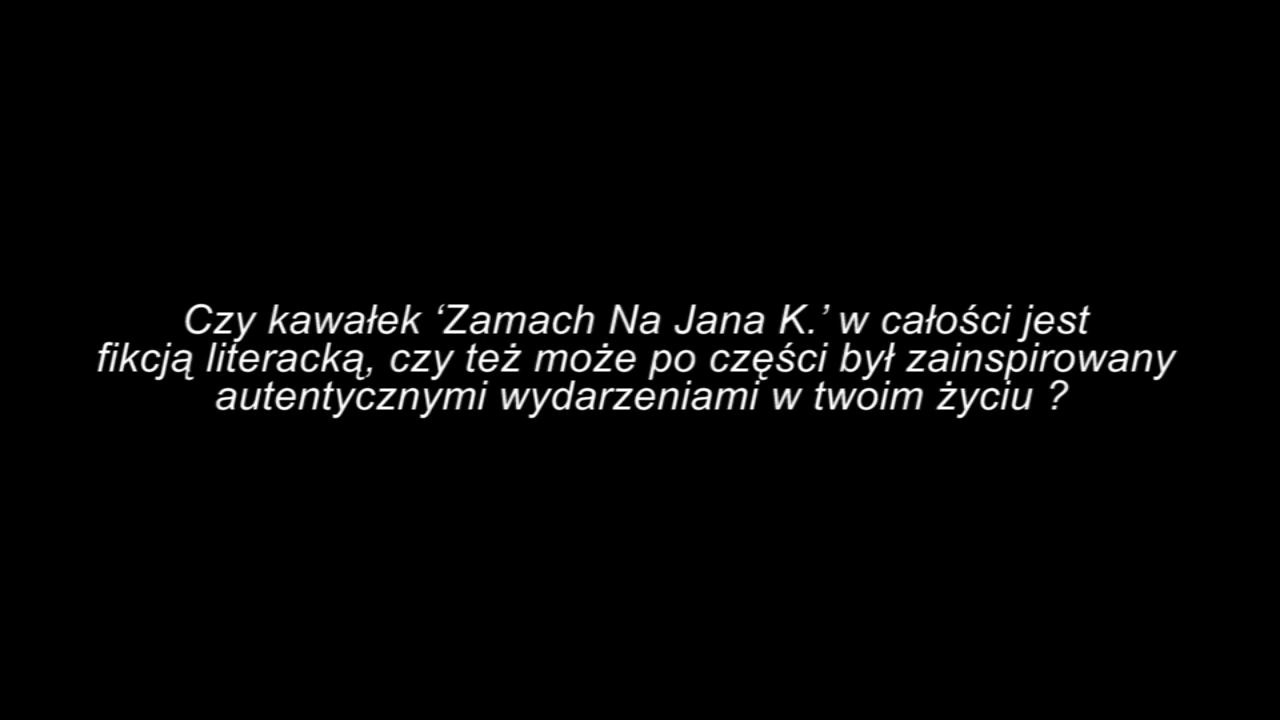 Czy kawałek ‘Zamach Na Jana K.’ w całości jest
fikcją literacką, czy też może po części był zainspirowany
autentycznymi wydarzeniami w twoim życiu ?